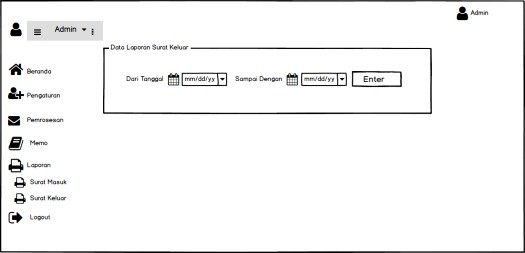 Admin
Admin
Data Laporan Surat Keluar
Dari Tanggal mm/dd/yy Sampai Dengan mm/dd/yy Enter
Beranda
Pengaturan
Pemrosesan
Memo
Laporan
Surat Masuk
Surat Keluar
Logout